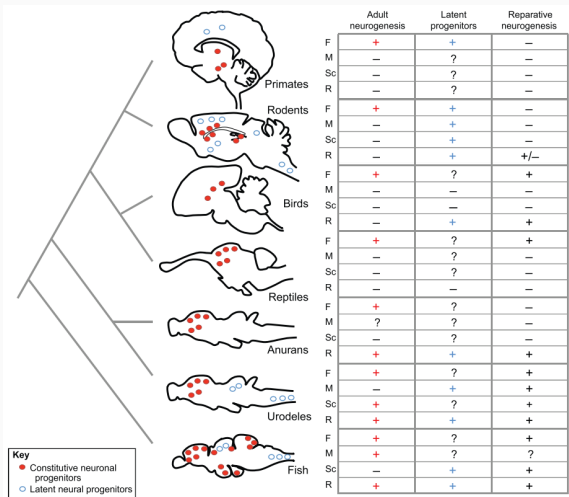 Adult neurogenesis
Latent progenitors
Reparative neurogenesis
Primates
F + + –
M – ? –
Sc – ? –
R – ? –
Rodents
F + + –
M – + –
Sc – + –
R – + +/–
Birds
F + ? +
M – – –
Sc – – –
R – + +
Reptiles
F + ? +
M – ? –
Sc – ? –
R – – –
Anurans
F + ? –
M ? ? –
Sc – ? –
R + + +
Urodeles
F + ? +
M – + +
Sc + ? +
R + + +
Fish
F + ? +
M + ? ?
Sc – + +
R + + +
Key
Constitutive neuronal
progenitors
Latent neural progenitors